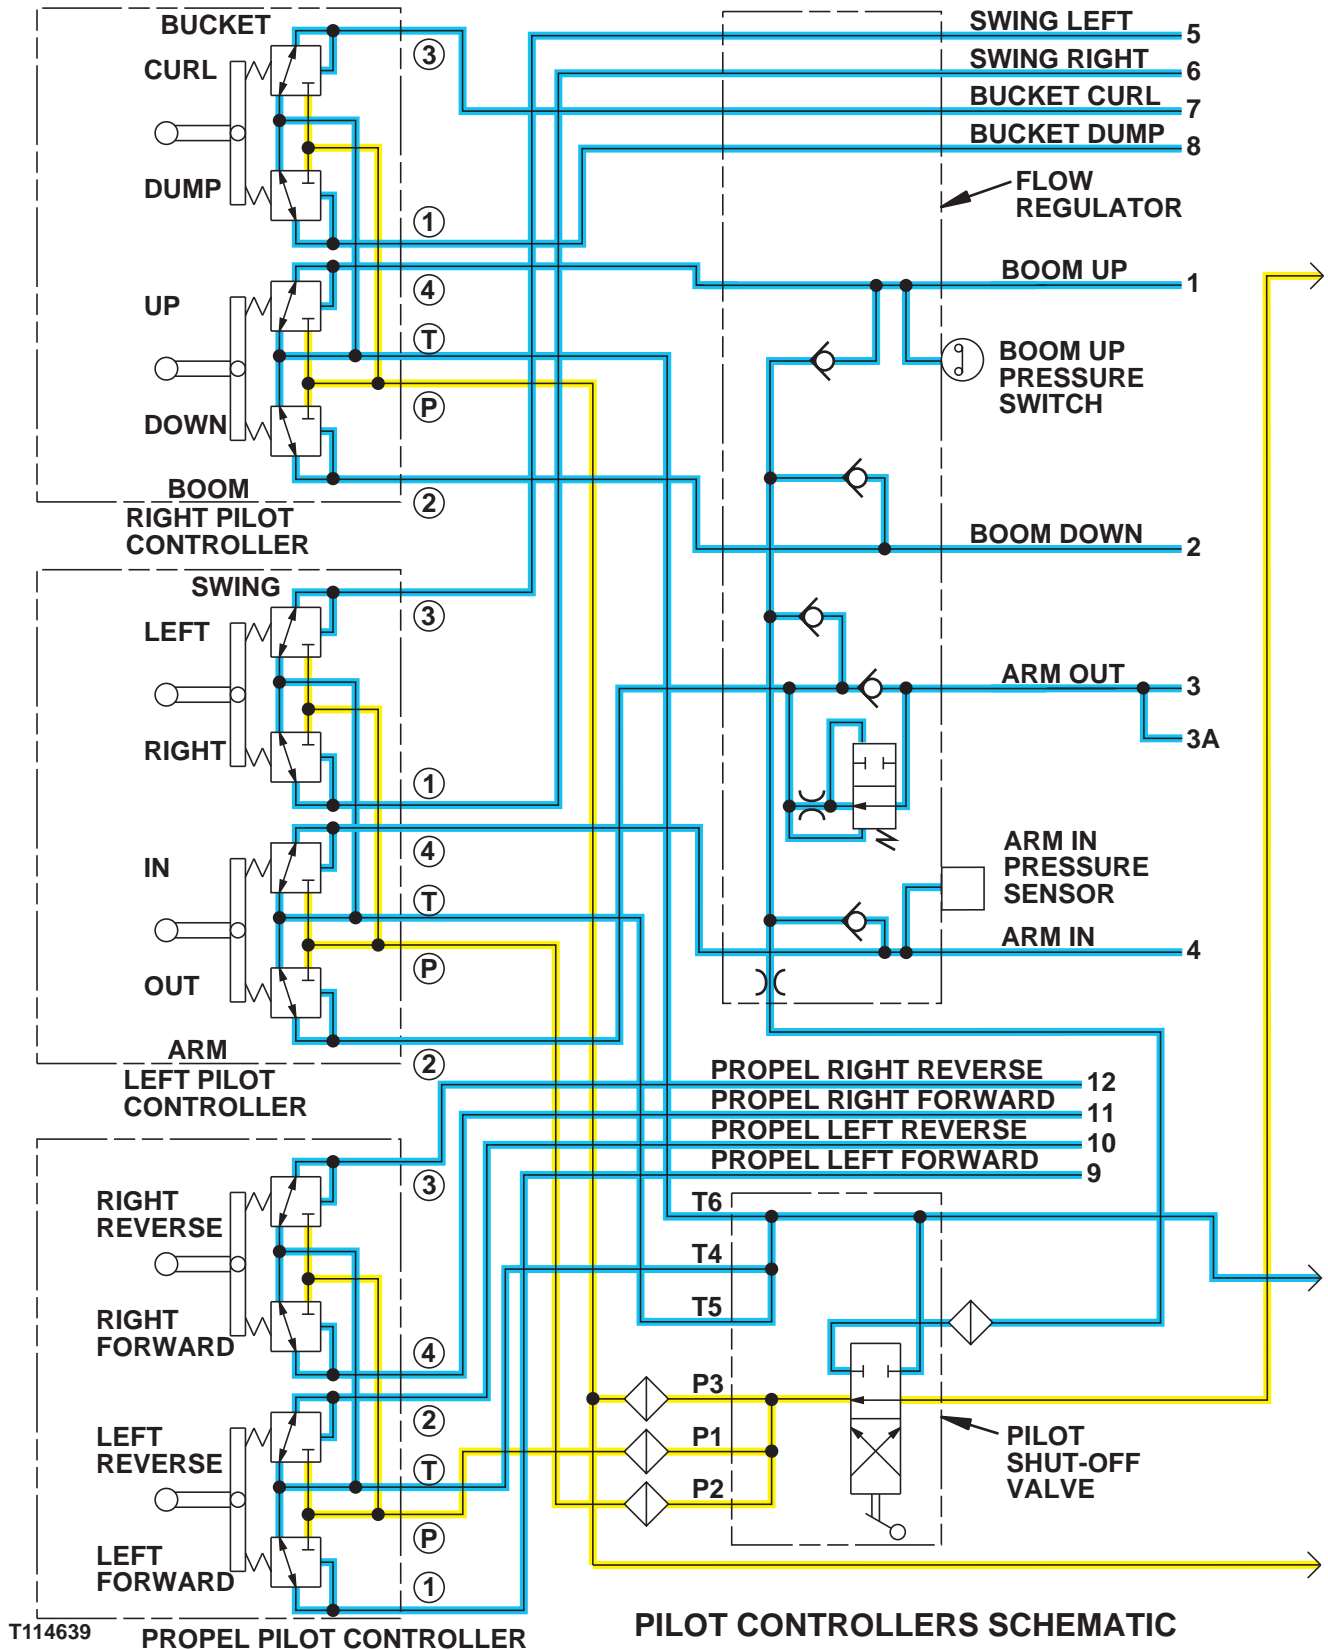 BUCKET
CURL
DUMP
3
1
UP
DOWN
4
T
P
2
BOOM
RIGHT PILOT
CONTROLLER
SWING LEFT
5
SWING RIGHT
6
BUCKET CURL
7
BUCKET DUMP
8
FLOW
REGULATOR
BOOM UP
1
BOOM UP
PRESSURE
SWITCH
BOOM DOWN
2
SWING
LEFT
RIGHT
3
1
IN
OUT
4
T
P
2
ARM
LEFT PILOT
CONTROLLER
ARM OUT
3
3A
ARM IN
PRESSURE
SENSOR
ARM IN
4
PROPEL RIGHT REVERSE
12
PROPEL RIGHT FORWARD
11
PROPEL LEFT REVERSE
10
PROPEL LEFT FORWARD
9
RIGHT
REVERSE
RIGHT
FORWARD
3
4
LEFT
REVERSE
LEFT
FORWARD
2
T
P
1
T6
T4
T5
P3
P1
P2
PILOT
SHUT-OFF
VALVE
T114639
PROPEL PILOT CONTROLLER
PILOT CONTROLLERS SCHEMATIC